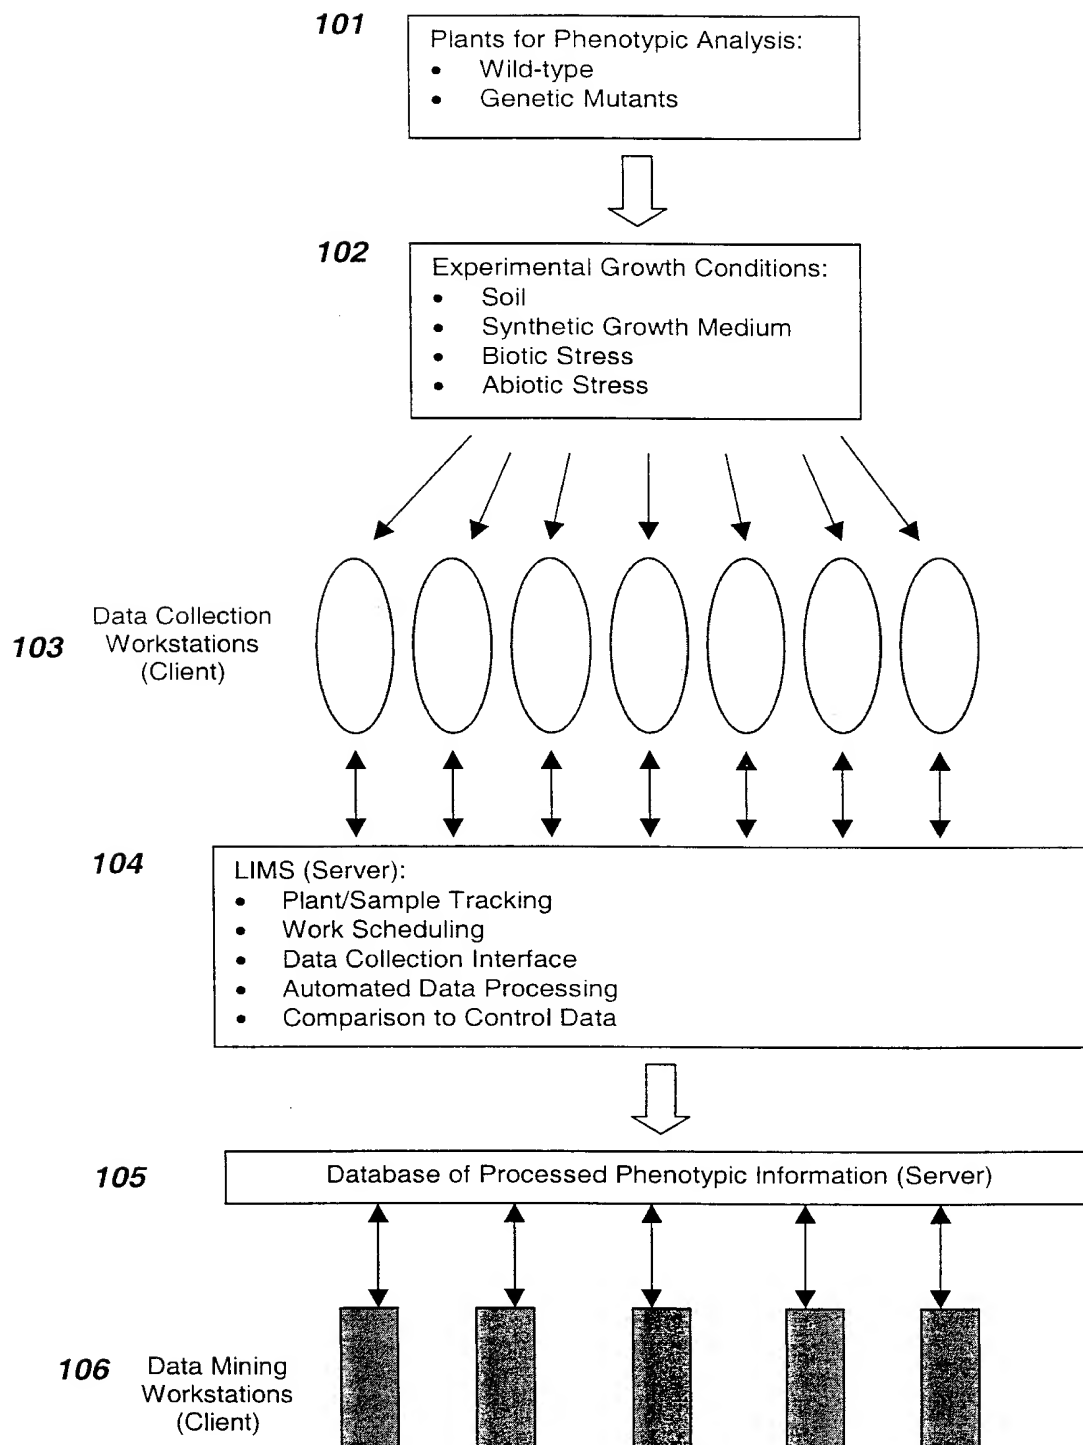 101
Plants for Phenotypic Analysis:
• Wild-type
• Genetic Mutants
102
Experimental Growth Conditions:
• Soil
• Synthetic Growth Medium
• Biotic Stress
• Abiotic Stress
103
Data Collection
Workstations
(Client)
104
LIMS (Server):
• Plant/Sample Tracking
• Work Scheduling
• Data Collection Interface
• Automated Data Processing
• Comparison to Control Data
105
Database of Processed Phenotypic Information (Server)
106
Data Mining
Workstations
(Client)